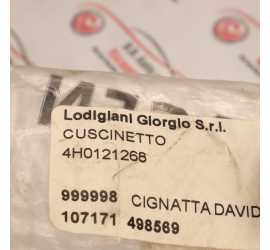 Lodigiani Giorgio S.r.l.
CUSCINETTO
4H0121268
999998 CIGNATTA DAVID
107171 498569